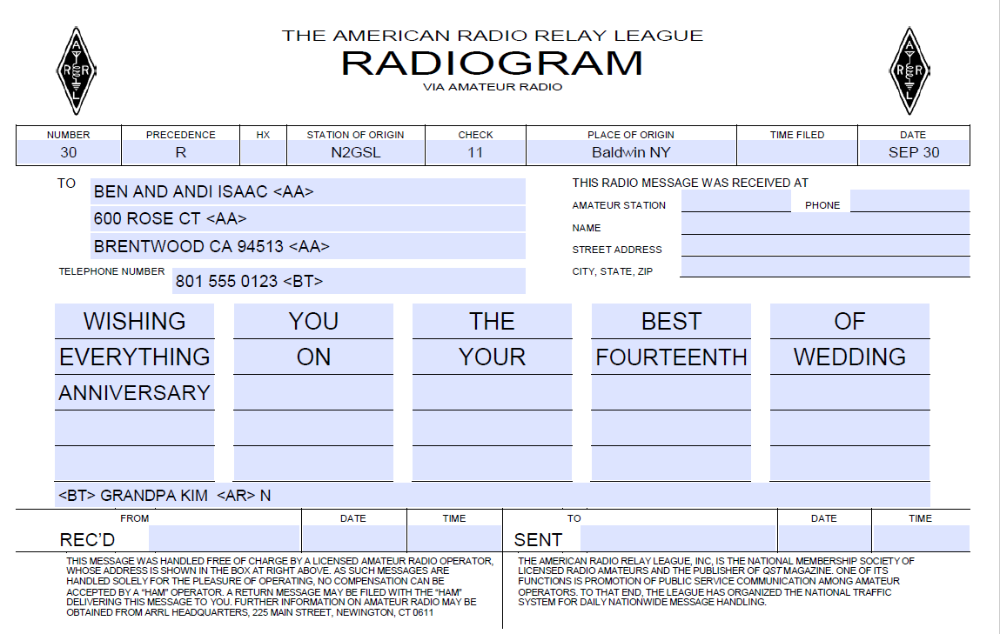 THE AMERICAN RADIO RELAY LEAGUE
RADIOGRAM
VIA AMATEUR RADIO
A R R L
A R R L
NUMBER PRECEDENCE HX STATION OF ORIGIN CHECK PLACE OF ORIGIN TIME FILED DATE
30 R N2GSL 11 Baldwin NY SEP 30
TO BEN AND ANDI ISAAC <AA>
600 ROSE CT <AA>
BRENTWOOD CA 94513 <AA>
TELEPHONE NUMBER 801 555 0123 <BT>
THIS RADIO MESSAGE WAS RECEIVED AT
AMATEUR STATION PHONE
NAME
STREET ADDRESS
CITY, STATE, ZIP
WISHING YOU THE BEST OF
EVERYTHING ON YOUR FOURTEENTH WEDDING
ANNIVERSARY
<BT> GRANDPA KIM <AR> N
FROM DATE TIME TO DATE TIME
REC'D SENT
THIS MESSAGE WAS HANDLED FREE OF CHARGE BY A LICENSED AMATEUR RADIO OPERATOR,
WHOSE ADDRESS IS SHOWN IN THE BOX AT RIGHT ABOVE. AS SUCH MESSAGES ARE
HANDLED SOLELY FOR THE PLEASURE OF OPERATING, NO COMPENSATION CAN BE
ACCEPTED BY A “HAM” OPERATOR. A RETURN MESSAGE MAY BE FILED WITH THE “HAM”
DELIVERING THIS MESSAGE TO YOU. FURTHER INFORMATION ON AMATEUR RADIO MAY BE
OBTAINED FROM ARRL HEADQUARTERS, 225 MAIN STREET, NEWINGTON, CT 0611
THE AMERICAN RADIO RELAY LEAGUE, INC, IS THE NATIONAL MEMBERSHIP SOCIETY OF
LICENSED RADIO AMATEURS AND THE PUBLISHER OF QST MAGAZINE. ONE OF ITS
FUNCTIONS IS PROMOTION OF PUBLIC SERVICE COMMUNICATION AMONG AMATEUR
OPERATORS. TO THAT END, THE LEAGUE HAS ORGANIZED THE NATIONAL TRAFFIC
SYSTEM FOR DAILY NATIONWIDE MESSAGE HANDLING.